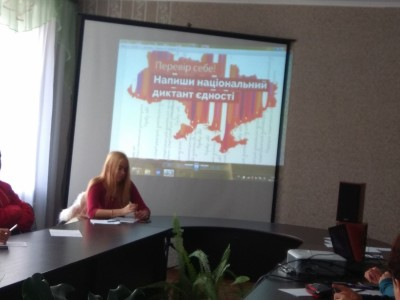 Перевір себе!
Напиши національний
диктант єдності